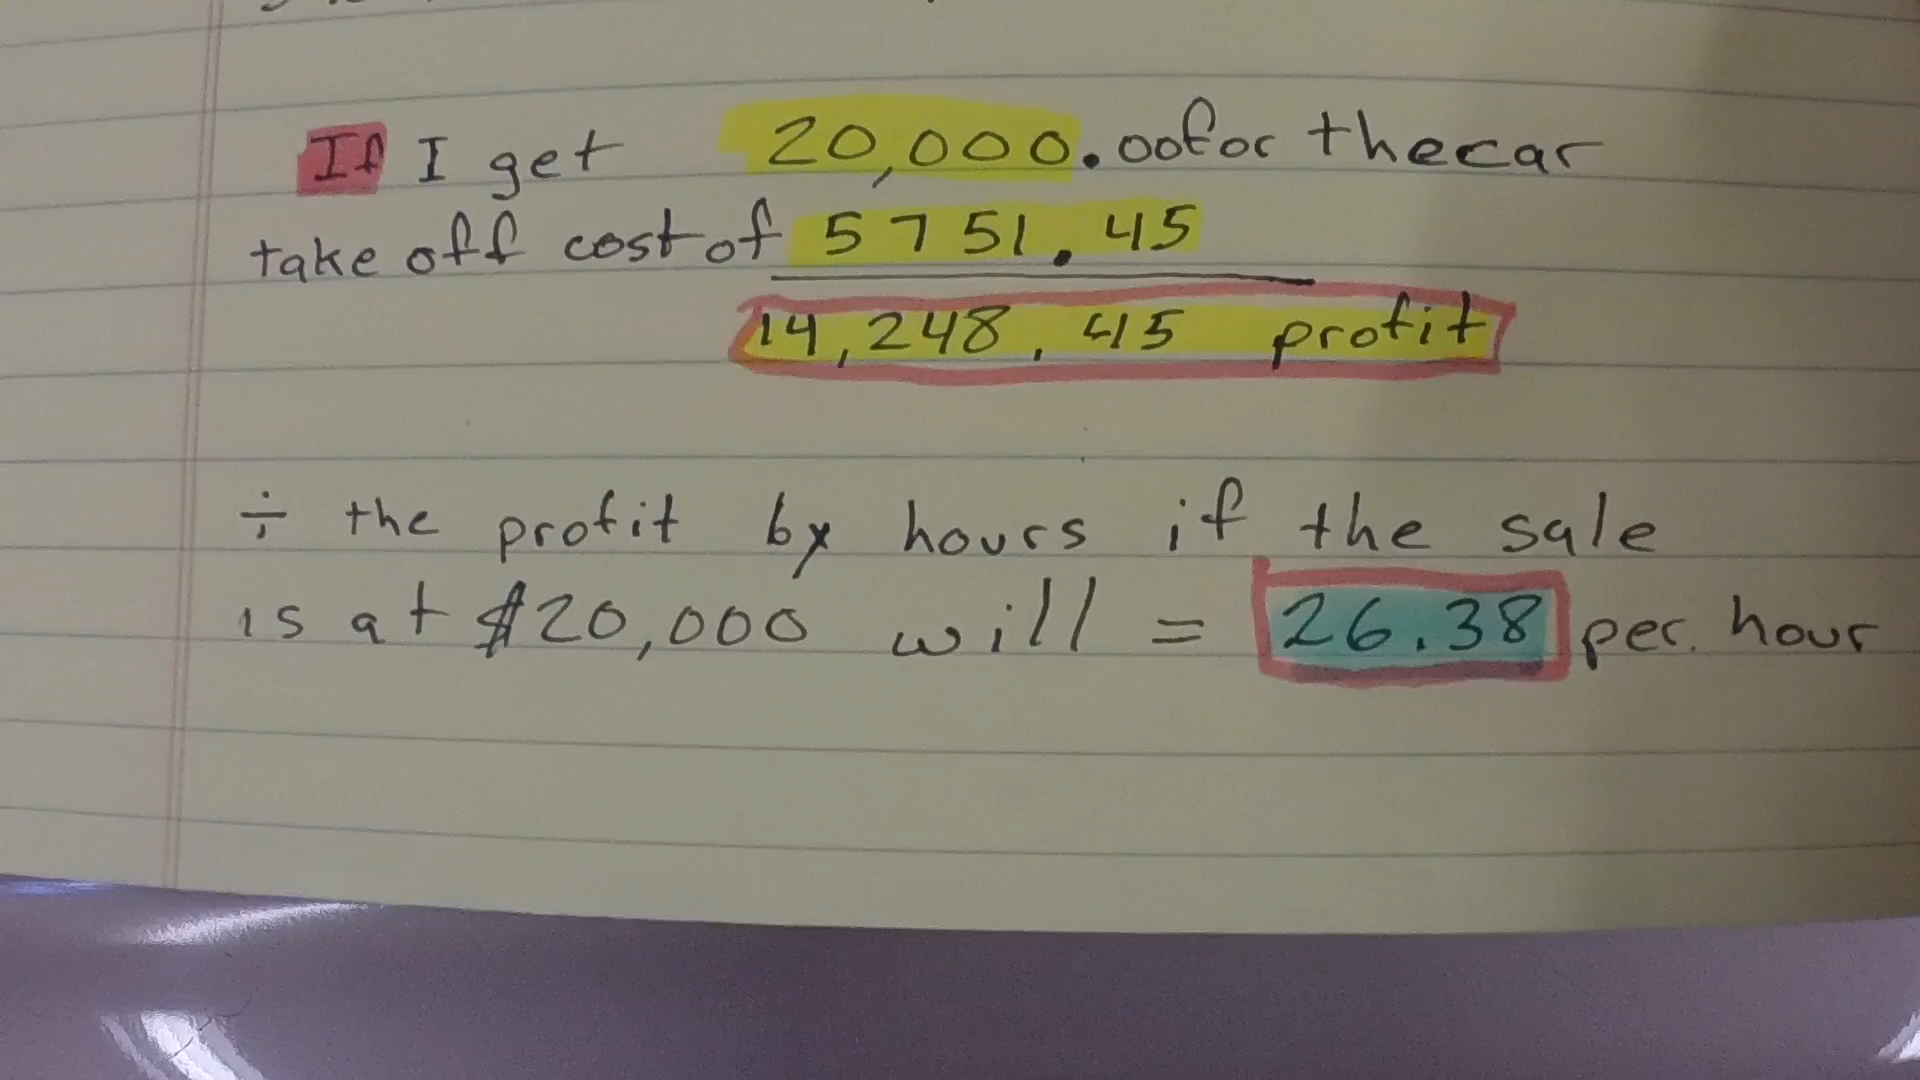 If I get 20,000.00 for the car
take off cost of 5751.45
14,248.45 profit
÷ the profit by hours if the sale
is at $20,000 will = 26.38 per. hour